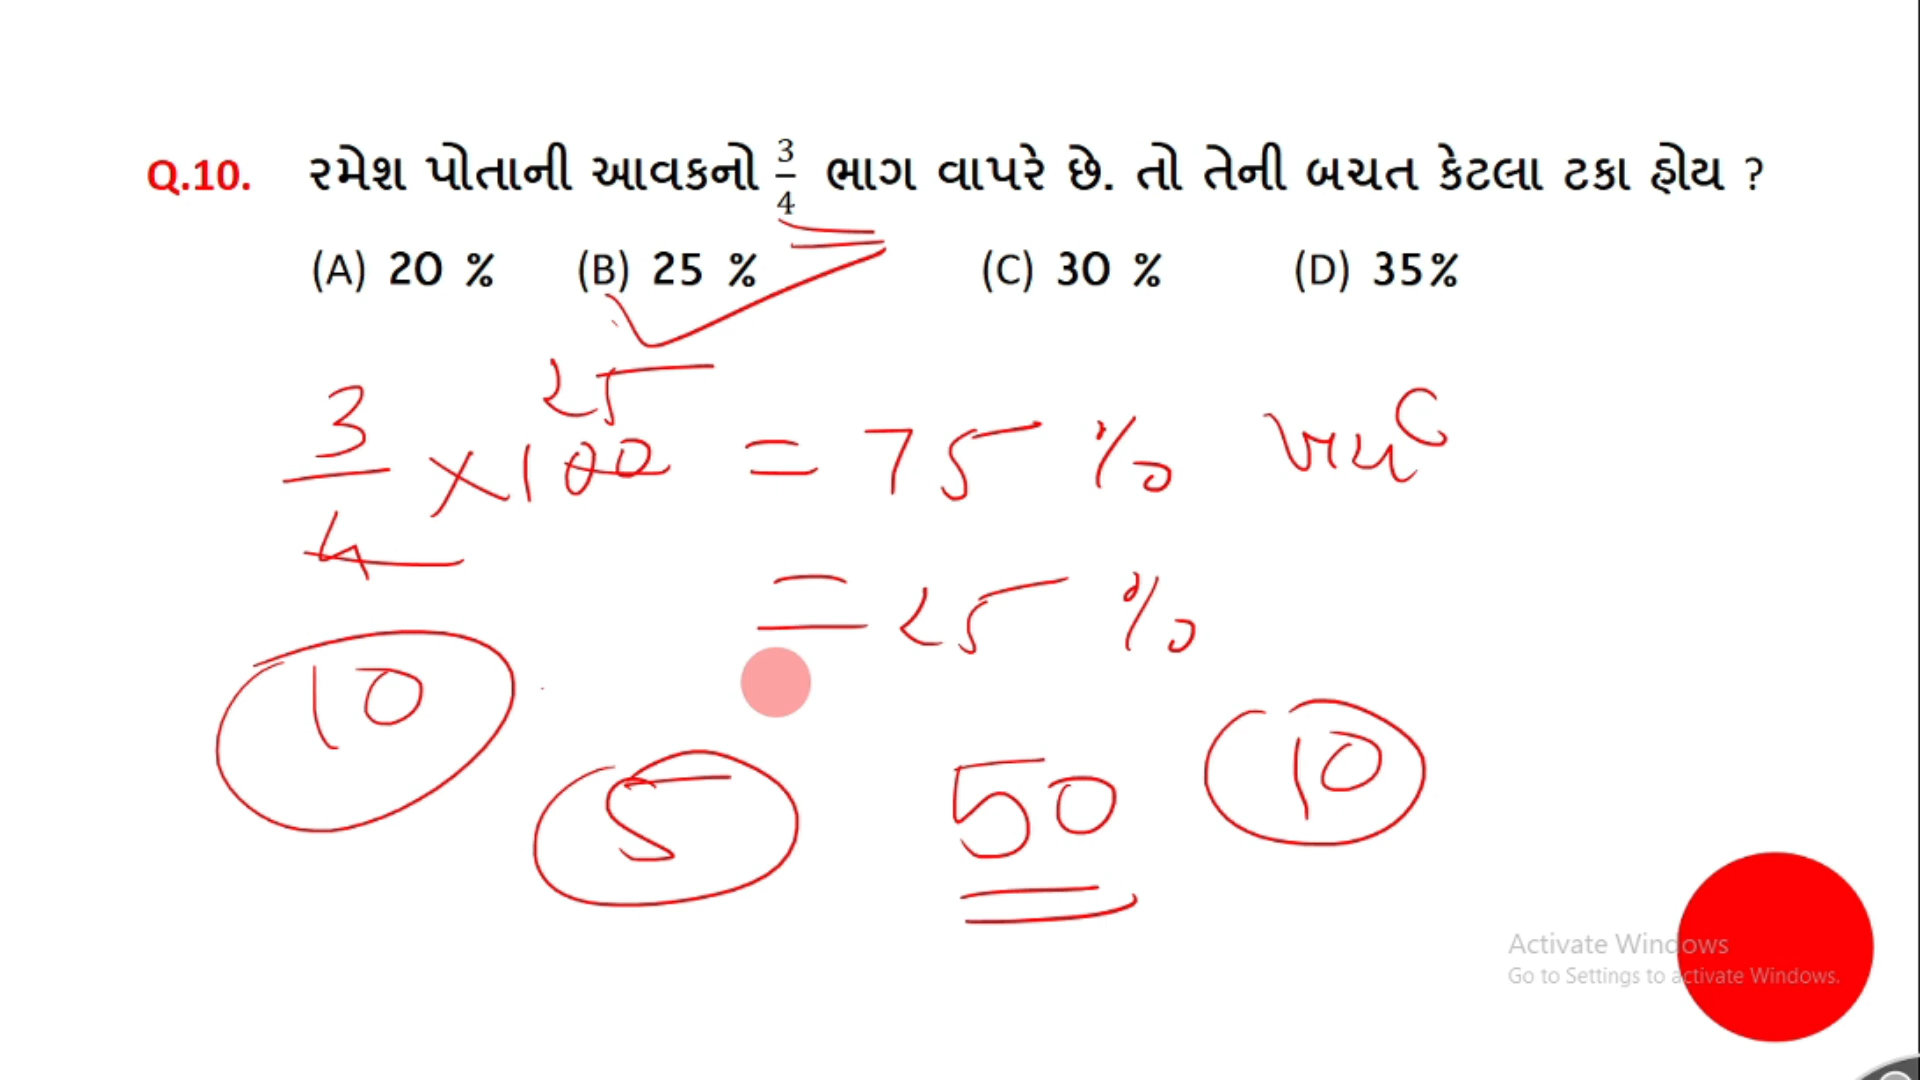 Q.10. રમેશ પોતાની આવકનો 3/4 ભાગ વાપરે છે. તો તેની બચત કેટલા ટકા હોય ?
(A) 20 % (B) 25 % (C) 30 % (D) 35%
25
3/4 × 100 = 75 % ખર્ચ
= 25 %
10
5 50 10
Activate Windows
Go to Settings to activate Windows.